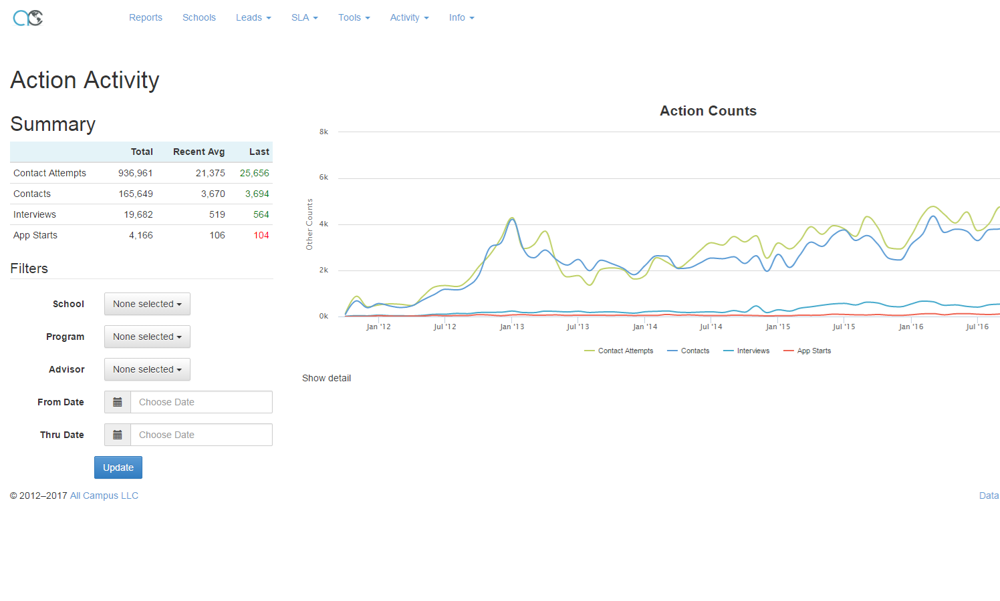 Reports Schools Leads SLA Tools Activity Info
Action Activity
Summary
Total Recent Avg Last
Contact Attempts 936,961 21,375 25,656
Contacts 165,649 3,670 3,694
Interviews 19,682 519 564
App Starts 4,166 106 104
Filters
School None selected
Program None selected
Advisor None selected
From Date Choose Date
Thru Date Choose Date
Update
Action Counts
Other Counts
8k
6k
4k
2k
0k
Jan '12 Jul '12 Jan '13 Jul '13 Jan '14 Jul '14 Jan '15 Jul '15 Jan '16 Jul '16
Contact Attempts Contacts Interviews App Starts
Show detail
© 2012–2017 All Campus LLC
Data